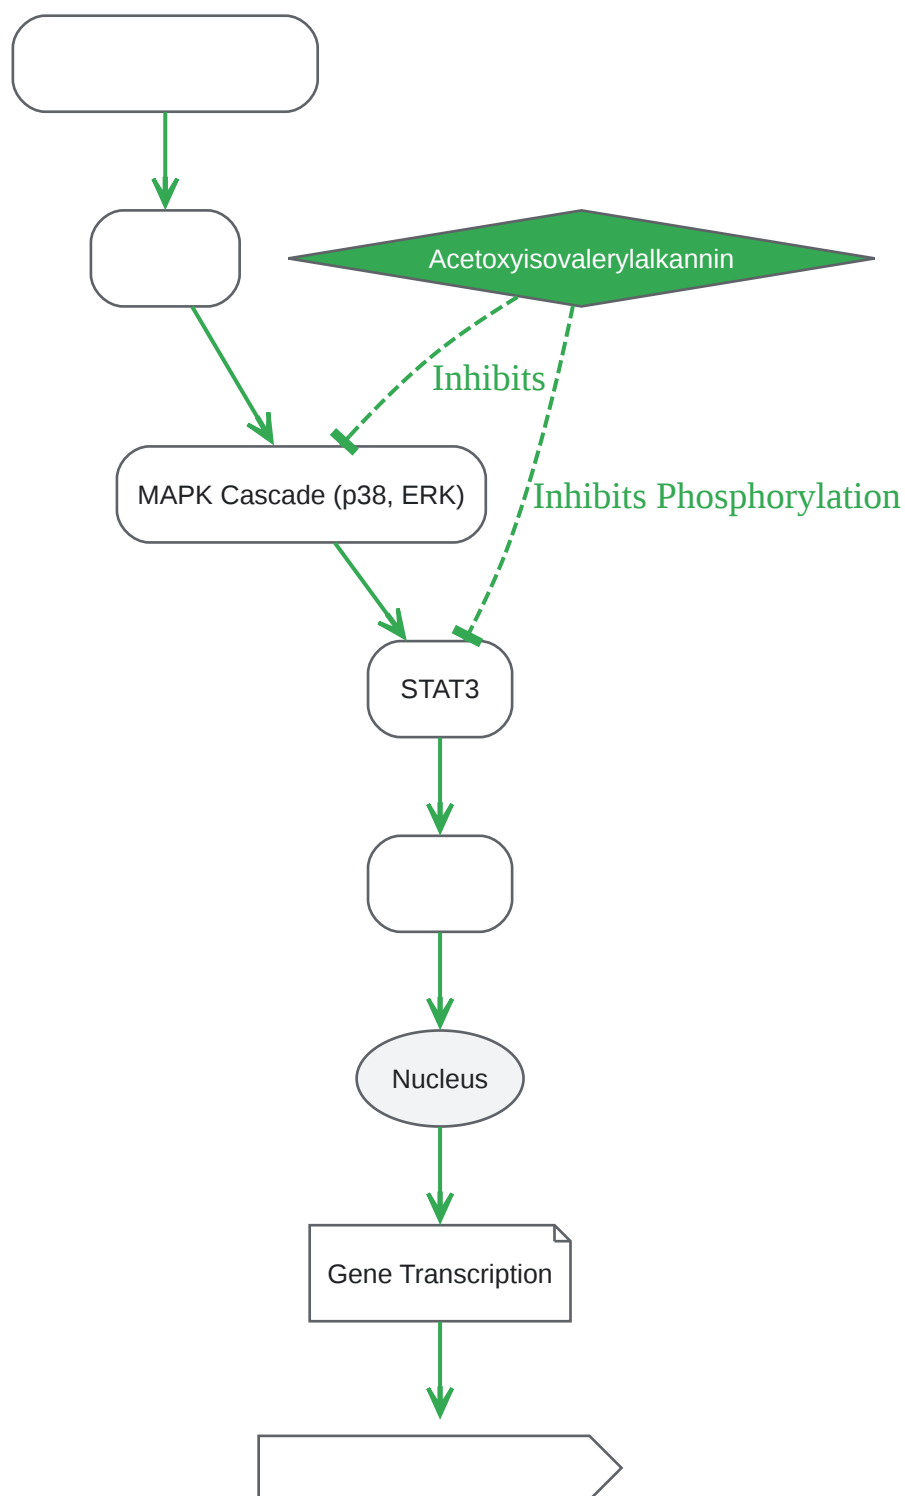 Acetoxyisovalerylalkannin
Inhibits
MAPK Cascade (p38, ERK)
Inhibits Phosphorylation
STAT3
Nucleus
Gene Transcription